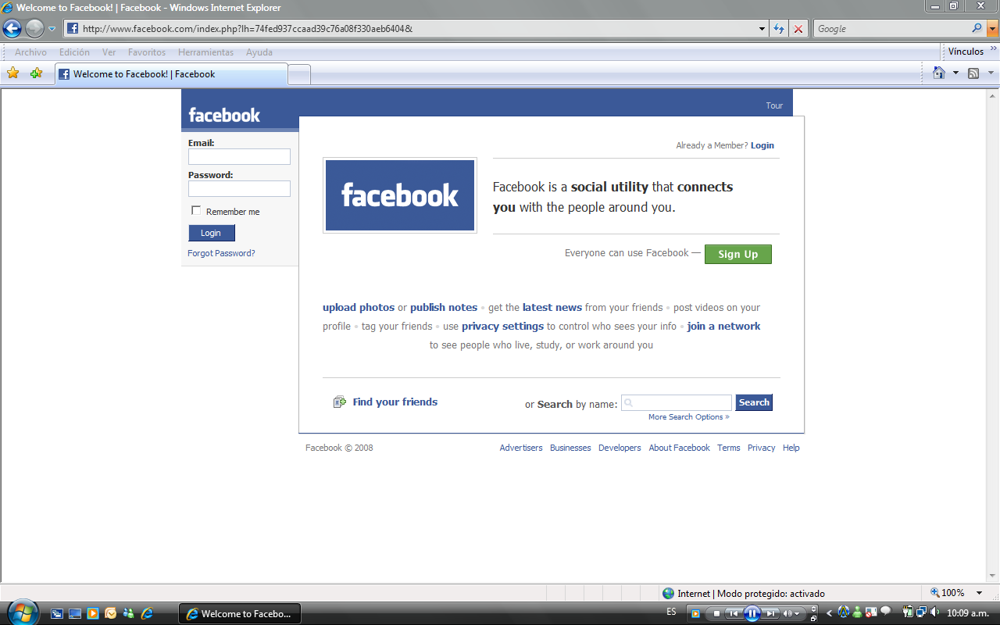 Welcome to Facebook! | Facebook - Windows Internet Explorer
http://www.facebook.com/index.php?lh=74fed937ccaad39c76a08f330aeb6404&
Google
Archivo Edición Ver Favoritos Herramientas Ayuda
Vínculos »
Welcome to Facebook! | Facebook
facebook
Tour
Email:
Password:
Remember me
Login
Forgot Password?
Already a Member? Login
facebook
Facebook is a social utility that connects
you with the people around you.
Everyone can use Facebook — Sign Up
upload photos or publish notes • get the latest news from your friends • post videos on your
profile • tag your friends • use privacy settings to control who sees your info • join a network
to see people who live, study, or work around you
Find your friends
or Search by name:
Search
More Search Options »
Facebook © 2008
Advertisers Businesses Developers About Facebook Terms Privacy Help
Internet | Modo protegido: activado
100%
Welcome to Facebo...
ES
10:09 a.m.